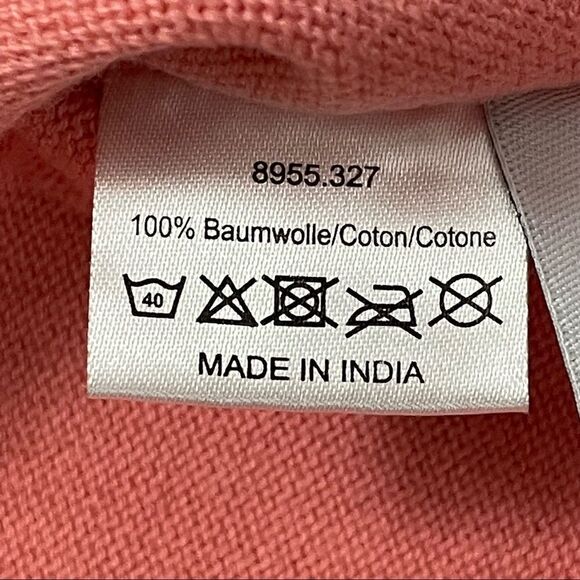 8955.327
100% Baumwolle/Coton/Cotone
40
MADE IN INDIA